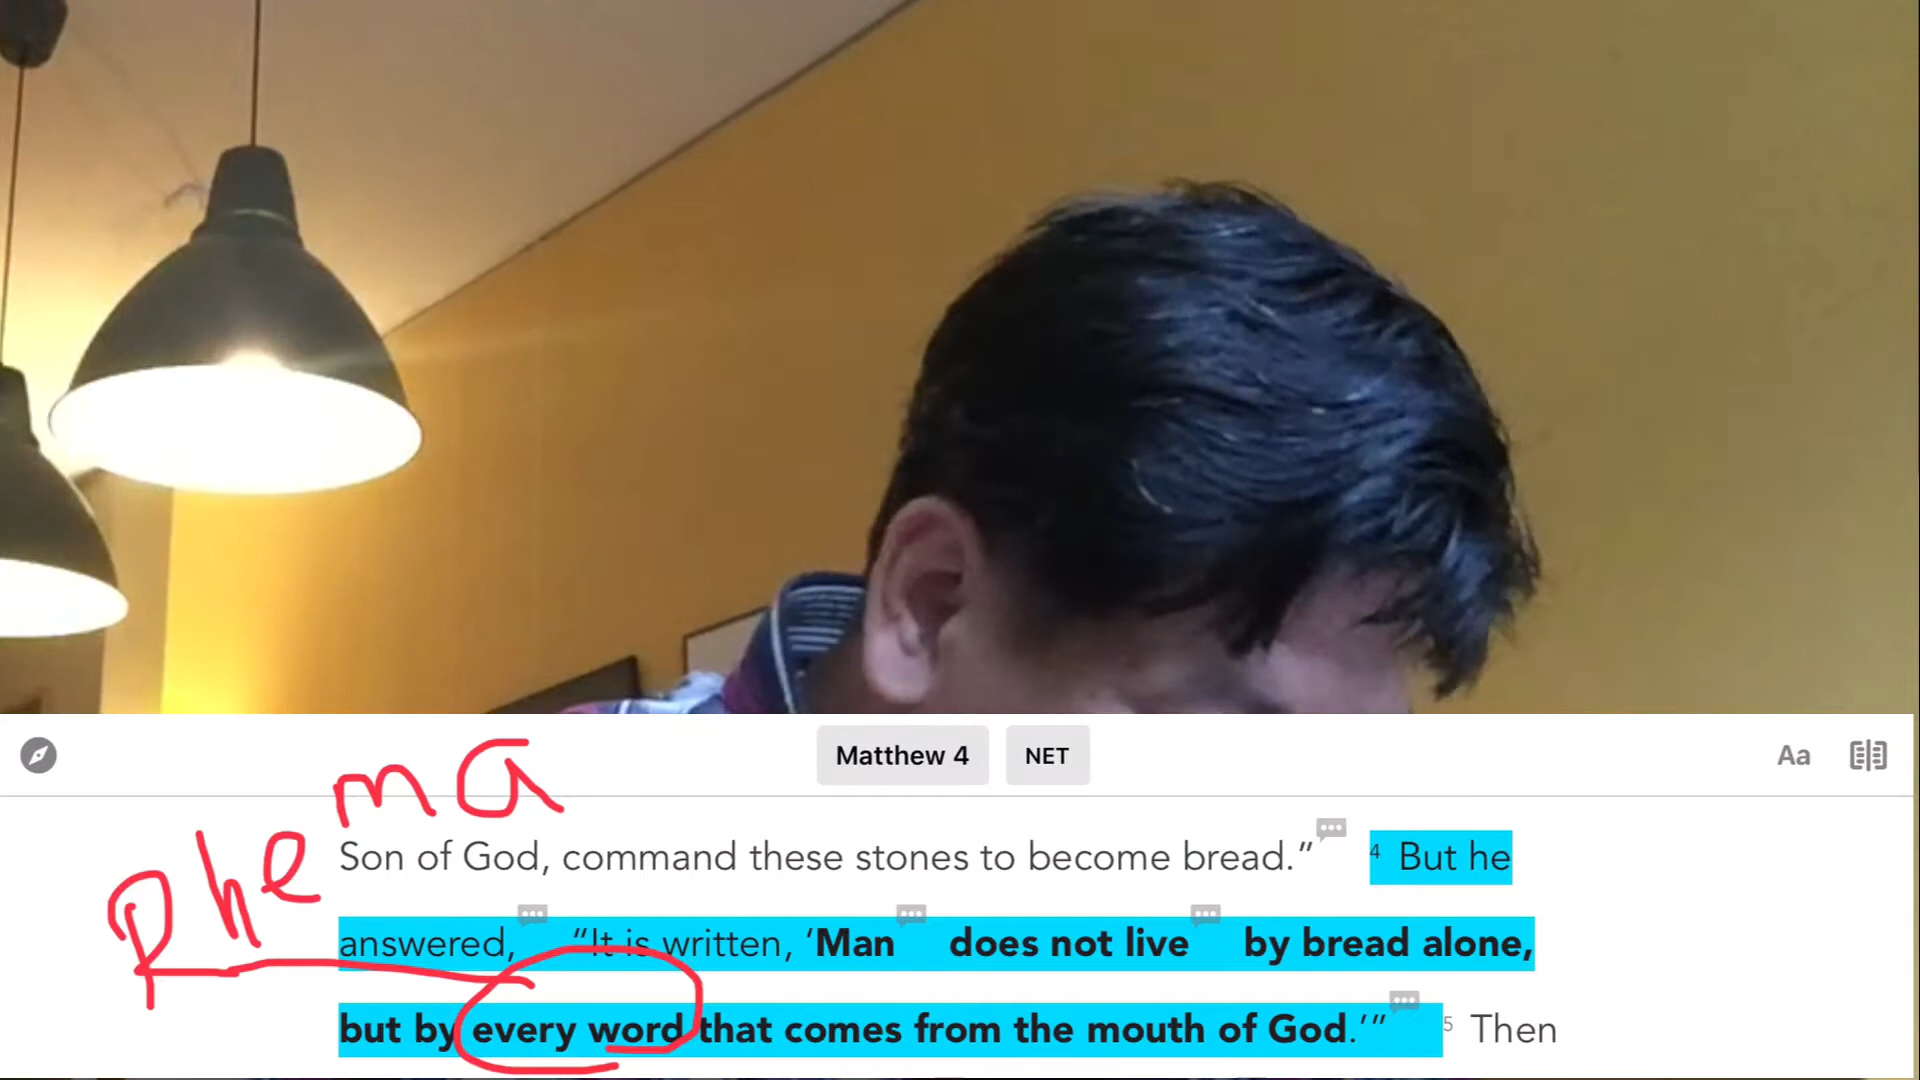 Matthew 4 NET Aa
Rhema
Son of God, command these stones to become bread.” 4 But he
answered, “It is written, ‘Man does not live by bread alone,
but by every word that comes from the mouth of God.’” 5 Then